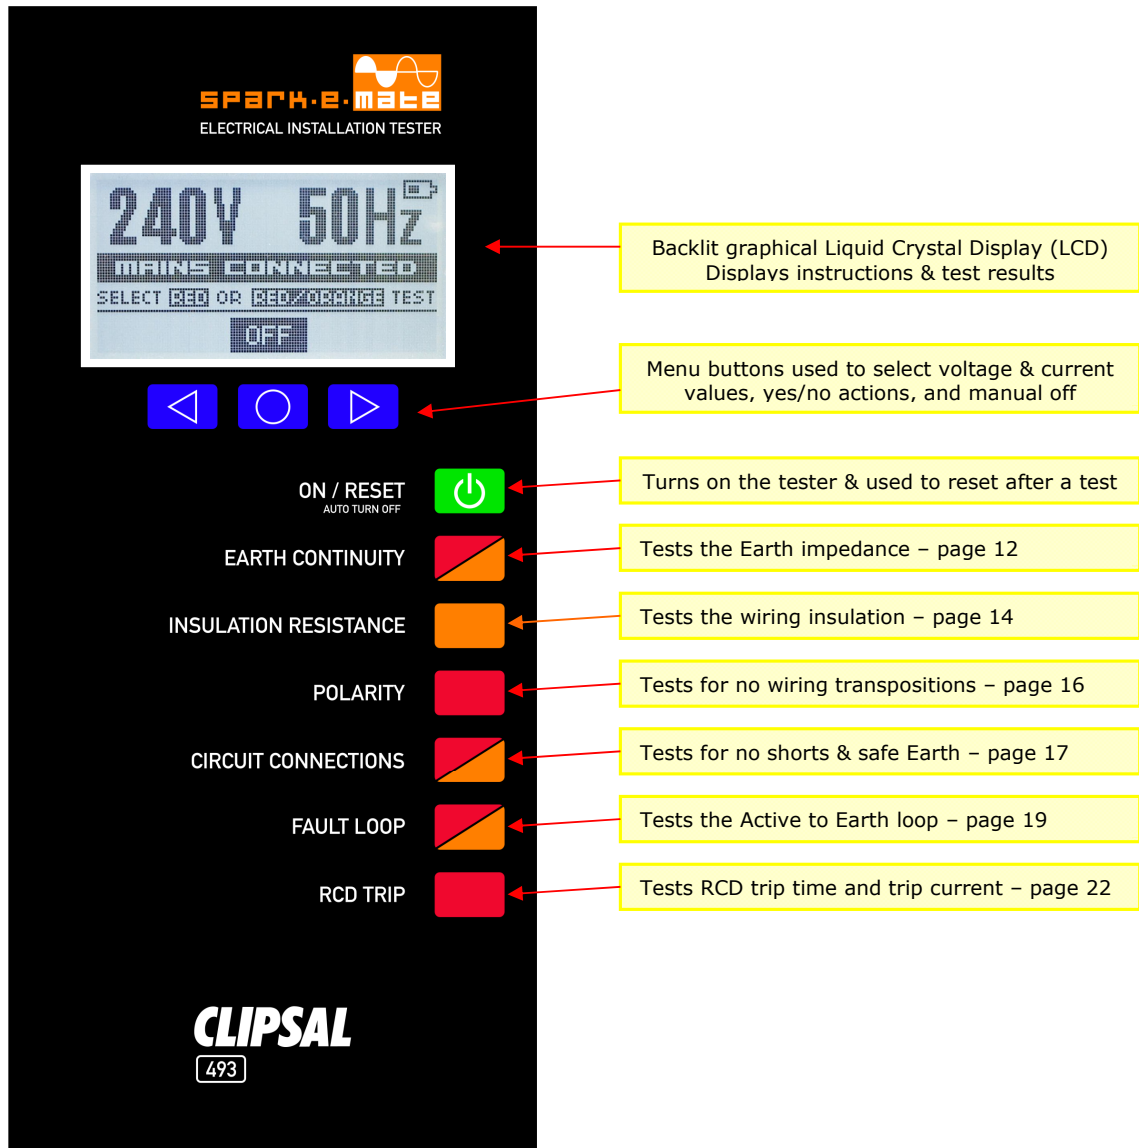 spark.e.mate
ELECTRICAL INSTALLATION TESTER
240V 50Hz
MAINS CONNECTED
SELECT RED OR RED/ORANGE TEST
OFF
Backlit graphical Liquid Crystal Display (LCD)
Displays instructions & test results
Menu buttons used to select voltage & current
values, yes/no actions, and manual off
ON / RESET
AUTO TURN OFF
Turns on the tester & used to reset after a test
EARTH CONTINUITY
Tests the Earth impedance – page 12
INSULATION RESISTANCE
Tests the wiring insulation – page 14
POLARITY
Tests for no wiring transpositions – page 16
CIRCUIT CONNECTIONS
Tests for no shorts & safe Earth – page 17
FAULT LOOP
Tests the Active to Earth loop – page 19
RCD TRIP
Tests RCD trip time and trip current – page 22
CLIPSAL
493